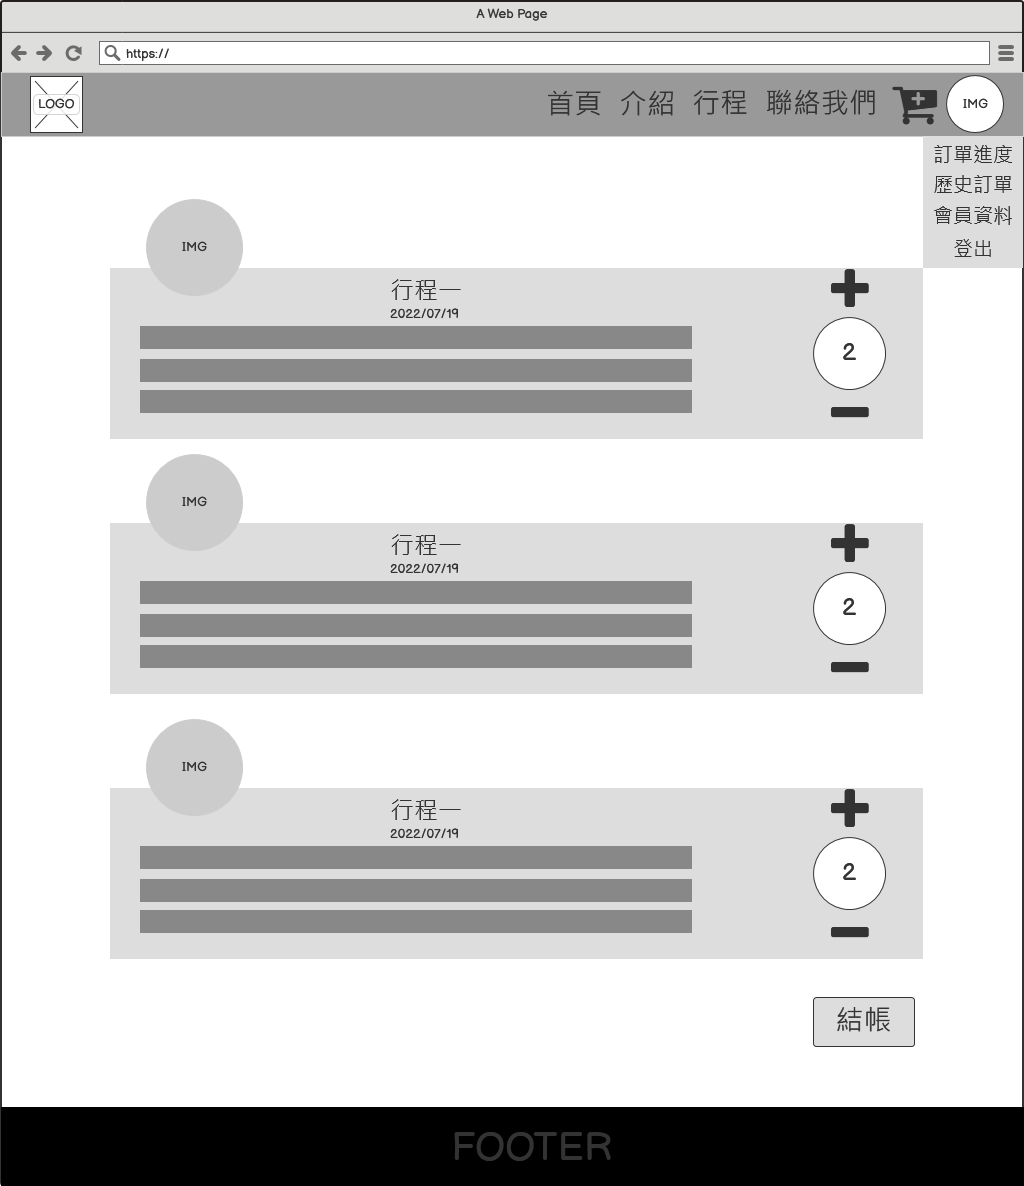 A Web Page
https://
LOGO
首頁 介紹 行程 聯絡我們
IMG
訂單進度
歷史訂單
會員資料
登出
IMG
行程一
2022/07/19
2
IMG
行程一
2022/07/19
2
IMG
行程一
2022/07/19
2
結帳
FOOTER